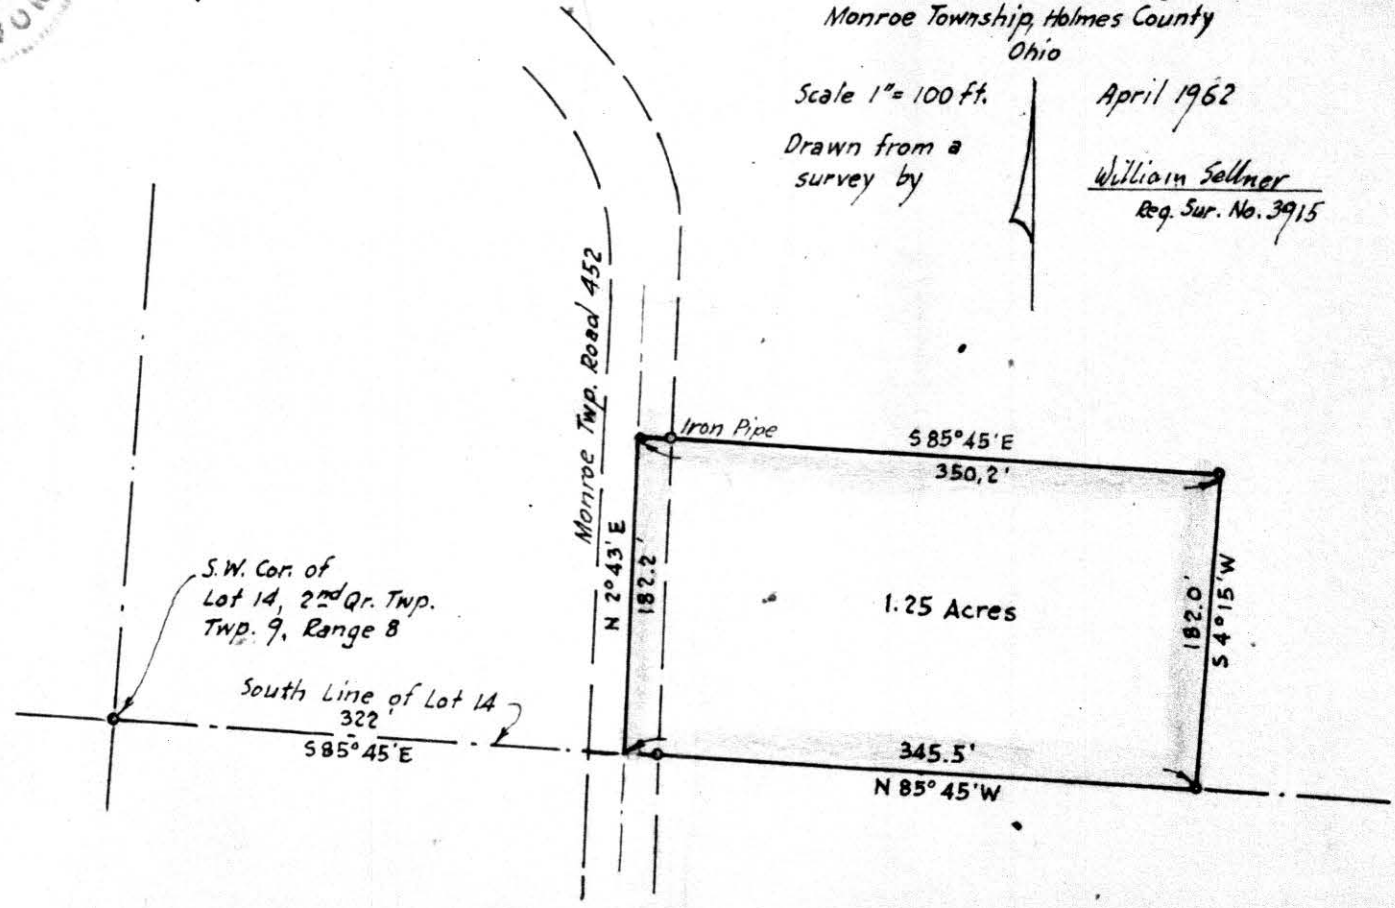 Monroe Township, Holmes County
Ohio
Scale 1"= 100 ft.
April 1962
Drawn from a
survey by
William Sellner
Reg. Sur. No. 3915
Monroe Twp. Road 452
Iron Pipe
S 85°45'E
350.2'
N 2°43'E
182.2'
1.25 Acres
182.0'
S 4°15'W
S.W. Cor. of
Lot 14, 2nd Qr. Twp.
Twp. 9, Range 8
South Line of Lot 14
322'
S 85°45'E
345.5'
N 85°45'W